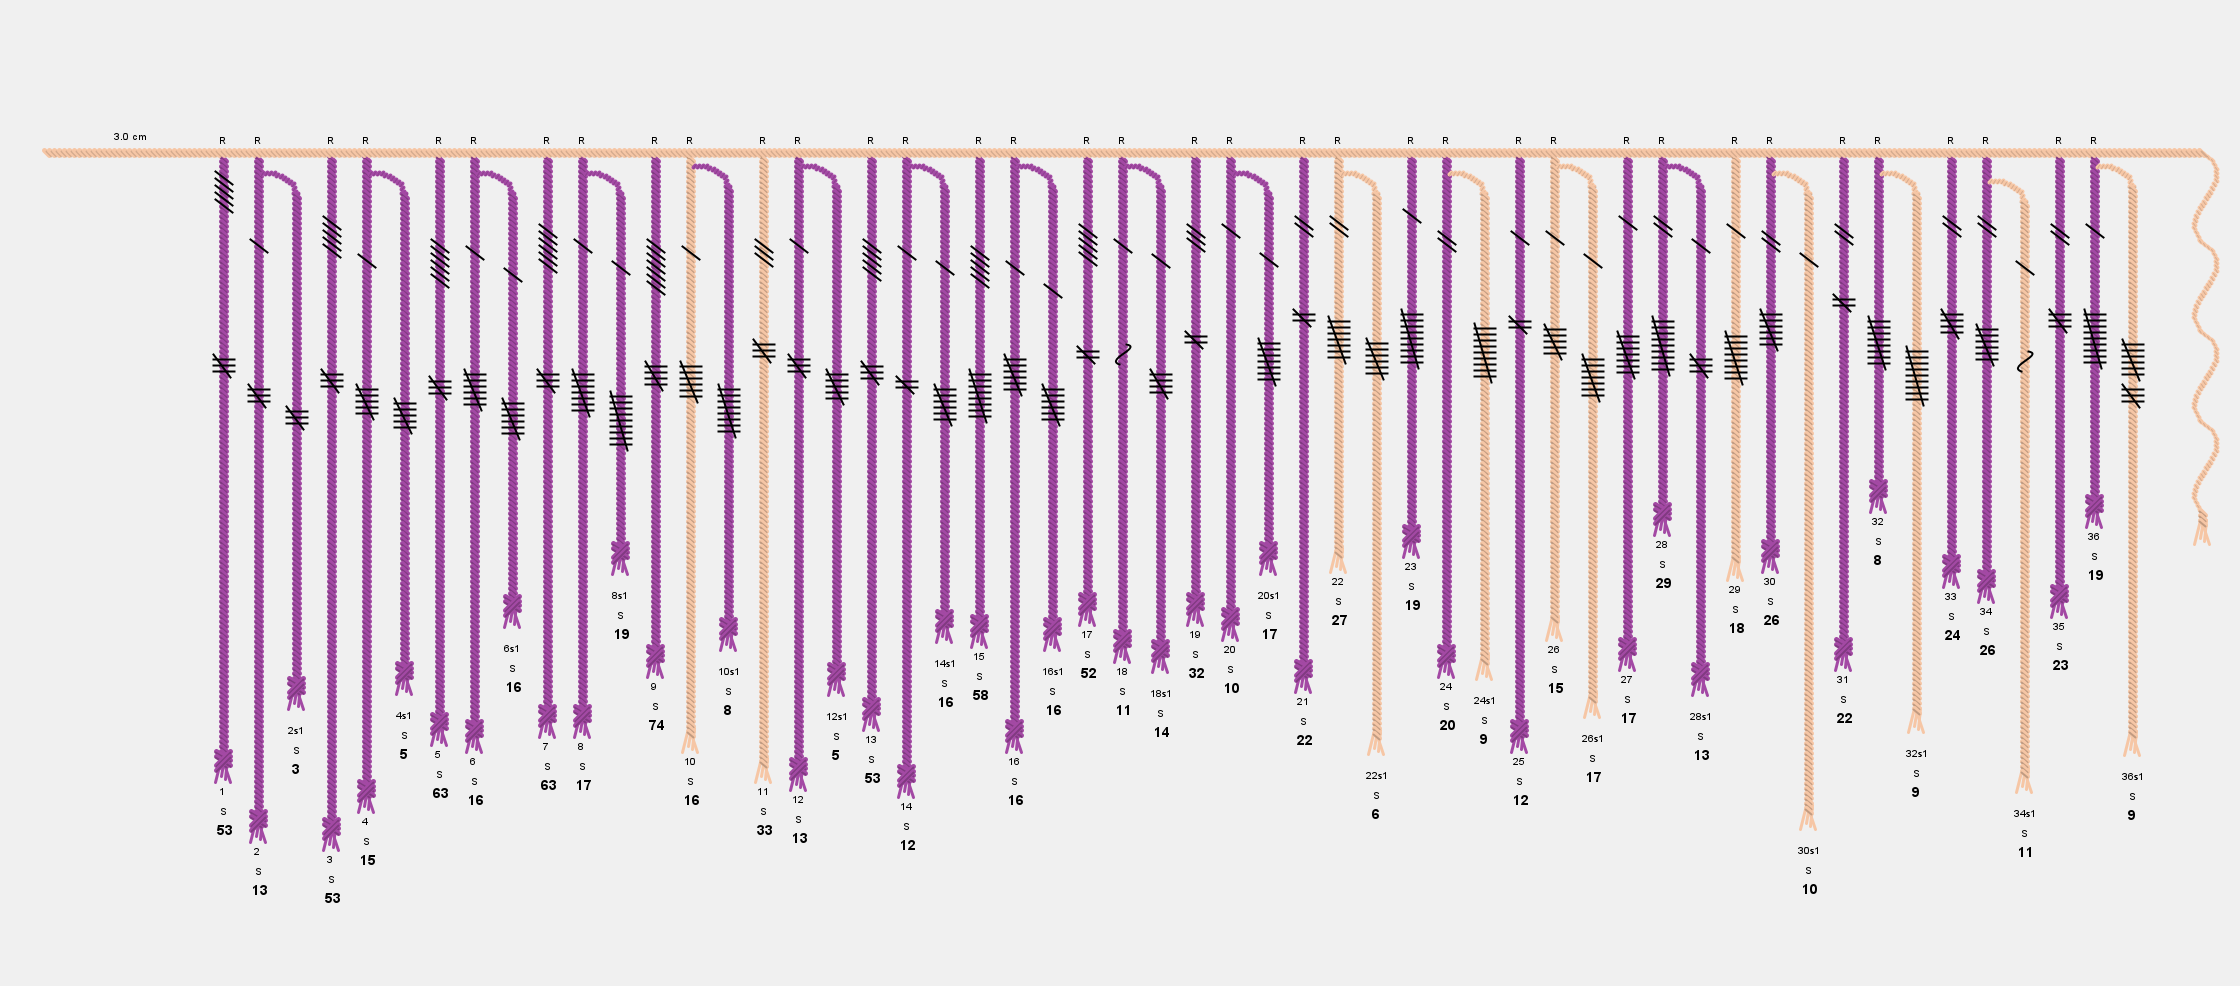 3.0 cm
R R R R R R R R R R R R R R R R R R R R R R R R R R R R R R R R R R R R
1
S
53
2
S
13
2s1
S
3
3
S
53
4
S
15
4s1
S
5
5
S
63
6
S
16
6s1
S
16
7
S
63
8
S
17
8s1
S
19
9
S
74
10
S
16
10s1
S
8
11
S
33
12
S
13
12s1
S
5
13
S
53
14
S
12
14s1
S
16
15
S
58
16
S
16
16s1
S
16
17
S
52
18
S
11
18s1
S
14
19
S
32
20
S
10
20s1
S
17
21
S
22
22
S
27
22s1
S
6
23
S
19
24
S
20
24s1
S
9
25
S
12
26
S
15
26s1
S
17
27
S
17
28
S
29
28s1
S
13
29
S
18
30
S
26
30s1
S
10
31
S
22
32
S
8
32s1
S
9
33
S
24
34
S
26
34s1
S
11
35
S
23
36
S
19
36s1
S
9